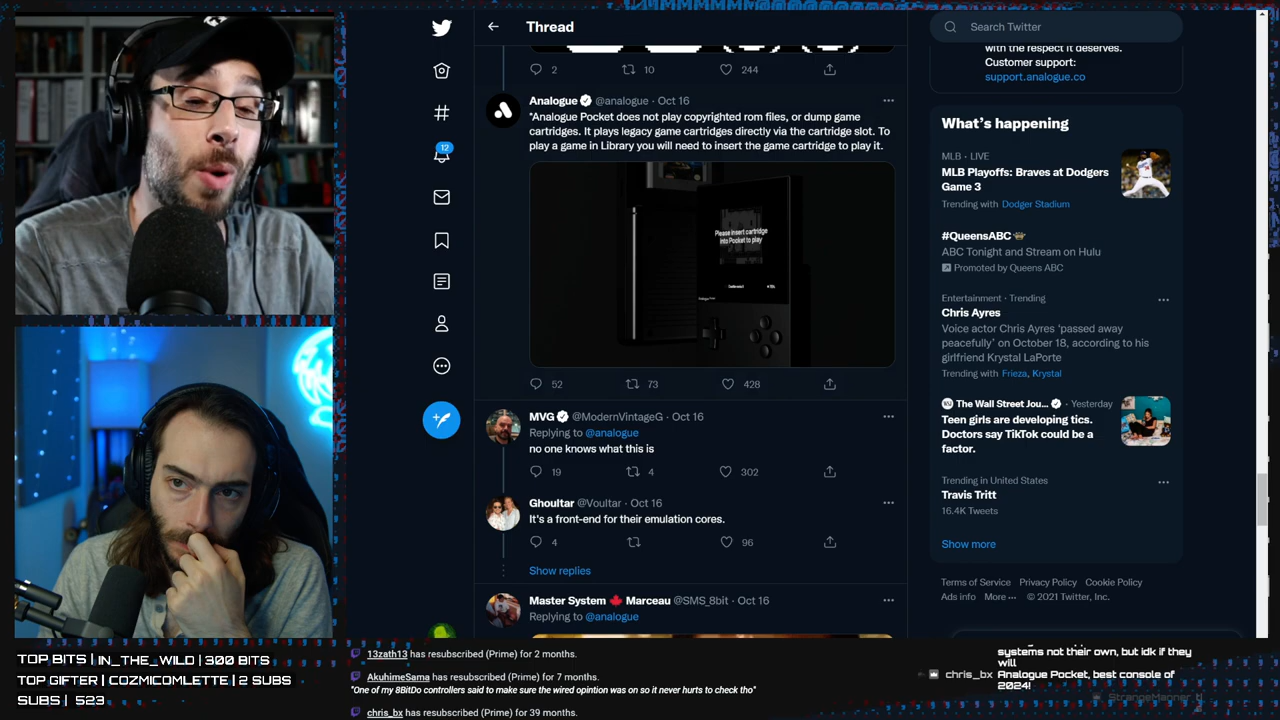 Thread
2 10 244
Analogue @analogue · Oct 16
*Analogue Pocket does not play copyrighted rom files, or dump game
cartridges. It plays legacy game cartridges directly via the cartridge slot. To
play a game in Library you will need to insert the game cartridge to play it.
Please insert cartridge
into Pocket to play
52 73 428
MVG @ModernVintageG · Oct 16
Replying to @analogue
no one knows what this is
19 4 302
Ghoultar @Voultar · Oct 16
It's a front-end for their emulation cores.
4 96
Show replies
Master System 🍁 Marceau @SMS_8bit · Oct 16
Replying to @analogue
12
Search Twitter
with the respect it deserves.
Customer support:
support.analogue.co
What's happening
MLB · LIVE
MLB Playoffs: Braves at Dodgers
Game 3
Trending with Dodger Stadium
#QueensABC
ABC Tonight and Stream on Hulu
Promoted by Queens ABC
Entertainment · Trending
Chris Ayres
Voice actor Chris Ayres 'passed away
peacefully' on October 18, according to his
girlfriend Krystal LaPorte
Trending with Frieza, Krystal
The Wall Street Jou... · Yesterday
Teen girls are developing tics.
Doctors say TikTok could be a
factor.
Trending in United States
Travis Tritt
16.4K Tweets
Show more
Terms of Service Privacy Policy Cookie Policy
Ads info More ··· © 2021 Twitter, Inc.
TOP BITS | IN_THE_WILD | 300 BITS
TOP GIFTER | COZMICOMLETTE | 2 SUBS
SUBS | 523
13zath13 has resubscribed (Prime) for 2 months.
AkuhimeSama has resubscribed (Prime) for 7 months.
"One of my 8BitDo controllers said to make sure the wired opintion was on so it never hurts to check tho"
chris_bx has resubscribed (Prime) for 39 months.
systems not their own, but idk if they
will
chris_bx Analogue Pocket, best console of
2024!